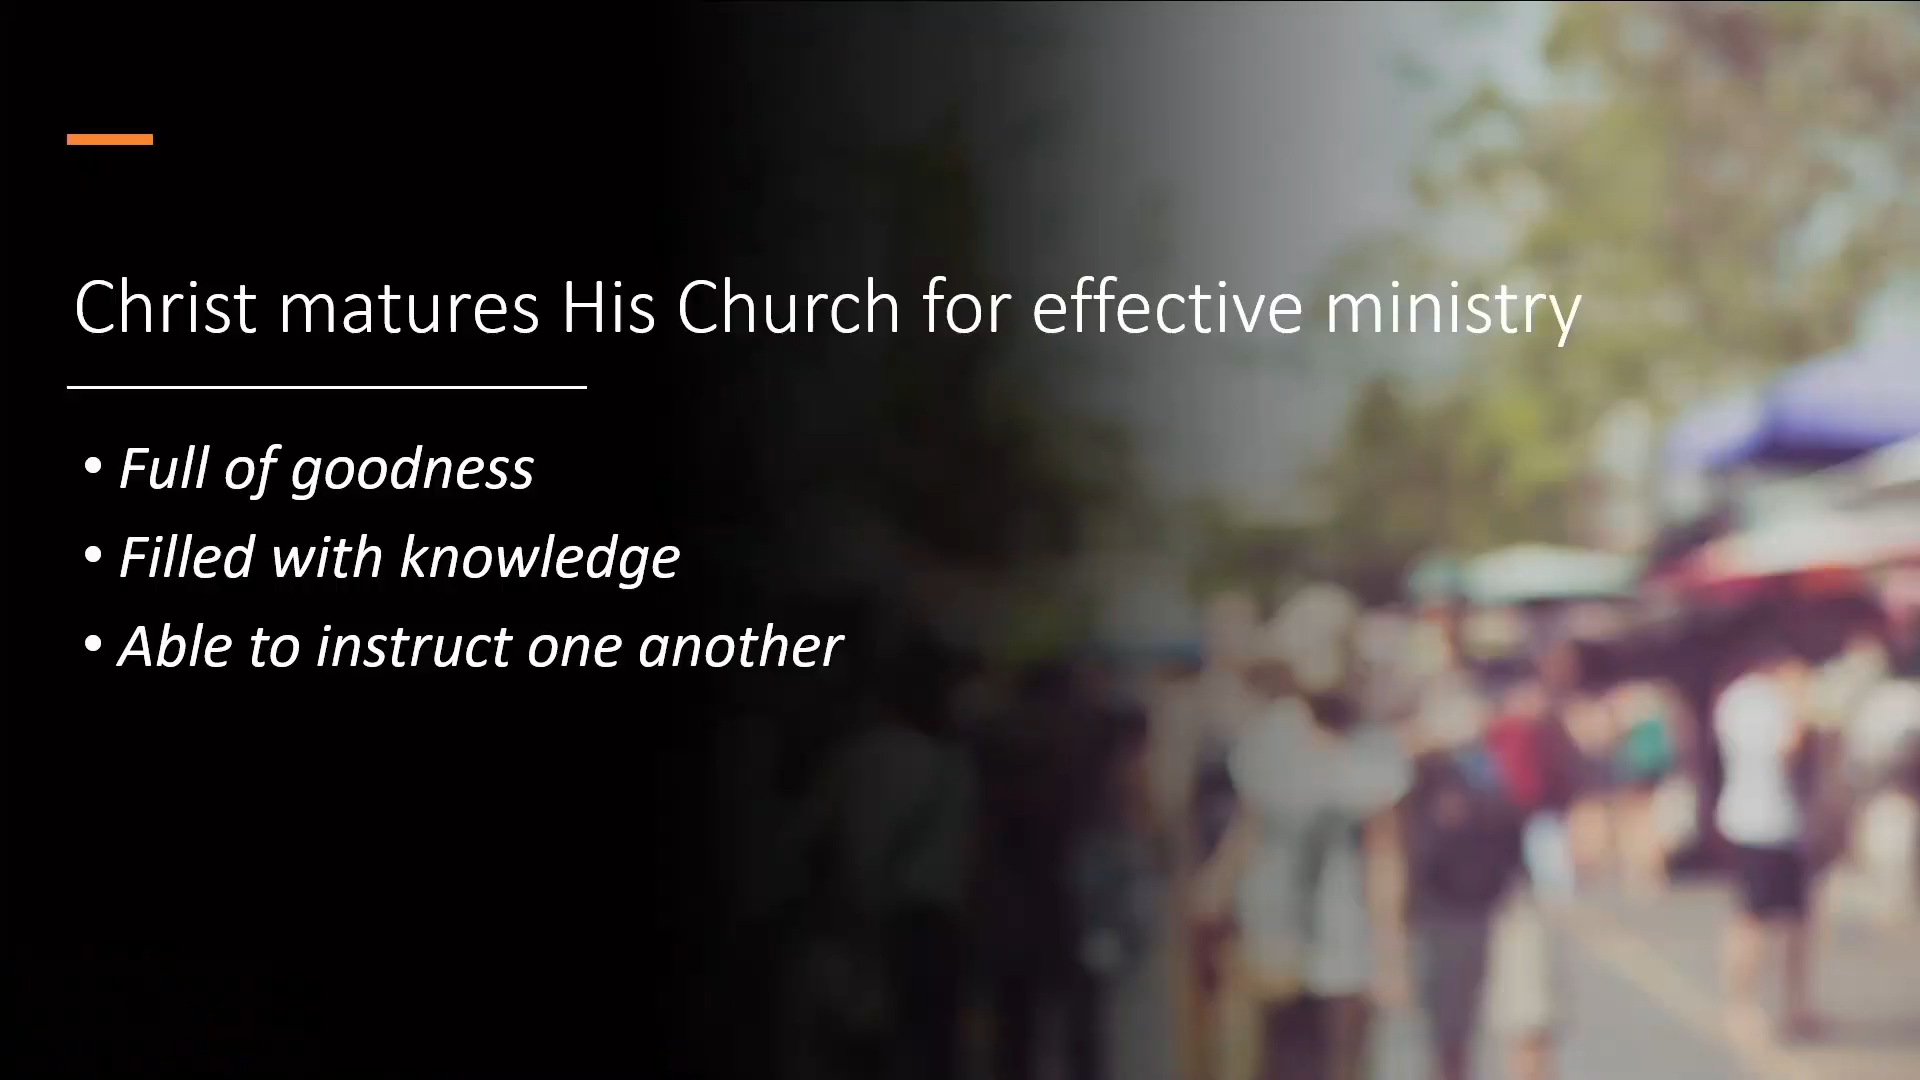 Christ matures His Church for effective ministry
• Full of goodness
• Filled with knowledge
• Able to instruct one another